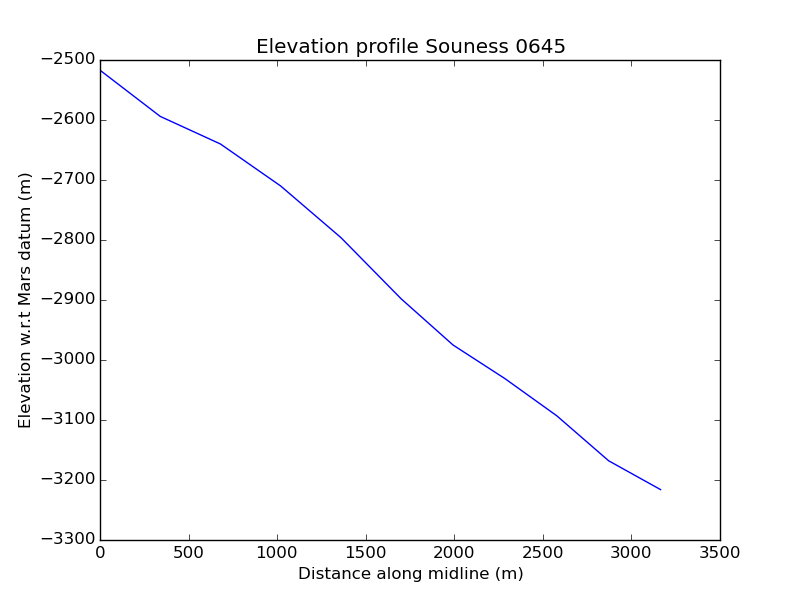 Elevation profile Souness 0645
−2500
−2600
−2700
−2800
−2900
−3000
−3100
−3200
−3300
Elevation w.r.t Mars datum (m)
0 500 1000 1500 2000 2500 3000 3500
Distance along midline (m)